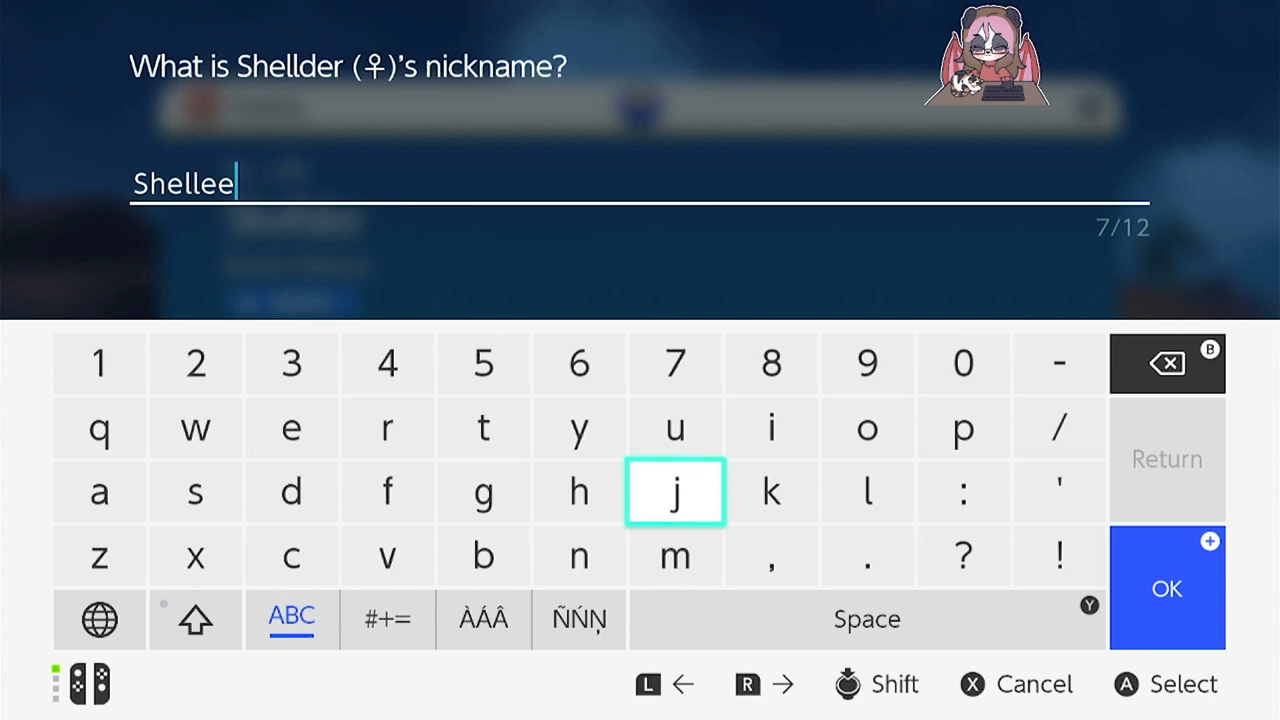 What is Shellder (♀)'s nickname?
Shellee
7/12
1 2 3 4 5 6 7 8 9 0 - B
q w e r t y u i o p / Return
a s d f g h j k l : '
z x c v b n m , . ? ! + OK
ABC #+= ÀÁÂ ÑŃŅ Space Y
L ← R → Shift X Cancel A Select